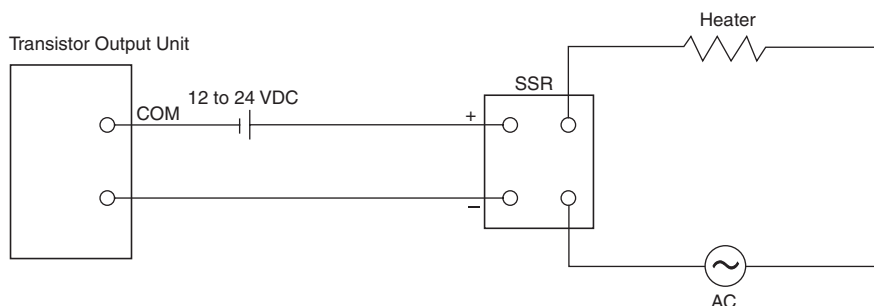 Heater
Transistor Output Unit
SSR
12 to 24 VDC
COM
+
−
AC